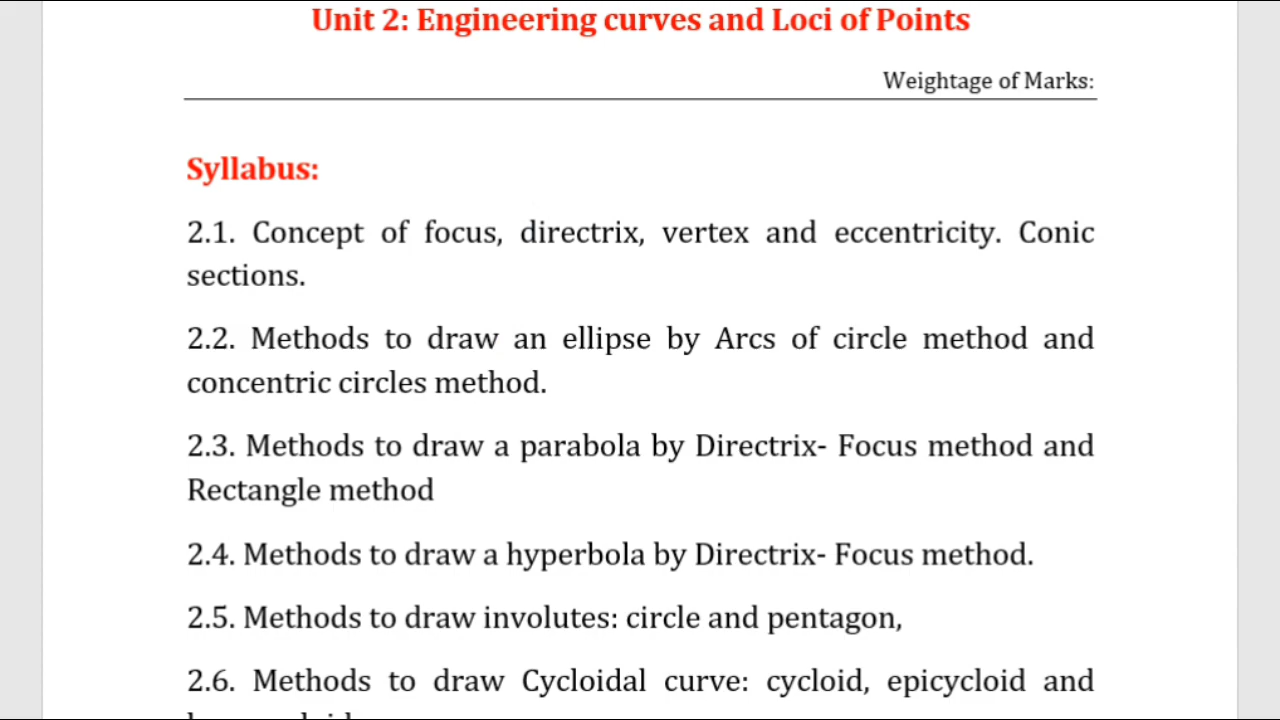 Unit 2: Engineering curves and Loci of Points
Weightage of Marks:
Syllabus:
2.1. Concept of focus, directrix, vertex and eccentricity. Conic
sections.
2.2. Methods to draw an ellipse by Arcs of circle method and
concentric circles method.
2.3. Methods to draw a parabola by Directrix- Focus method and
Rectangle method
2.4. Methods to draw a hyperbola by Directrix- Focus method.
2.5. Methods to draw involutes: circle and pentagon,
2.6. Methods to draw Cycloidal curve: cycloid, epicycloid and